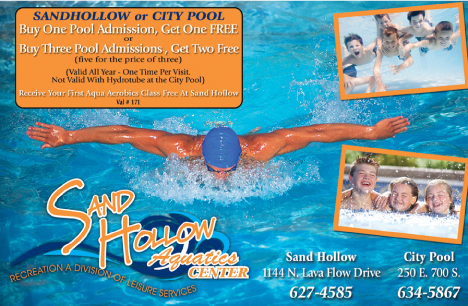 SANDHOLLOW or CITY POOL
Buy One Pool Admission, Get One FREE
or
Buy Three Pool Admissions, Get Two Free
(five for the price of three)
(Valid All Year - One Time Per Visit.
Not Valid With Hydrotube at the City Pool)
Receive Your First Aqua Aerobics Class Free At Sand Hollow
Val # 171
SAND
HOLLOW
Aquatics
CENTER
RECREATION A DIVISION OF LEISURE SERVICES
Sand Hollow
1144 N. Lava Flow Drive
627-4585
City Pool
250 E. 700 S.
634-5867